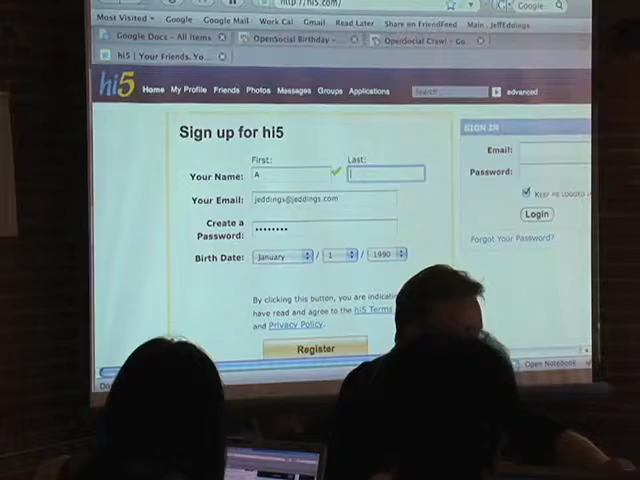 http://hi5.com/
Google
Most Visited Google Google Mail Work Cal Gmail Read Later Share on FriendFeed Main, JeffEddings
Google Docs - All items OpenSocial Birthday - OpenSocial Crawl - Go...
hi5 | Your Friends. Yo...
hi5 Home My Profile Friends Photos Messages Groups Applications Search advanced
Sign up for hi5
SIGN IN
First: Last:
Email:
Your Name: A
Password:
Your Email: jeddings@jeddings.com
KEEP ME LOGGED
Login
Create a
Password: ••••••••
Forgot Your Password?
Birth Date: January / 1 / 1990
By clicking this button, you are indicati
have read and agree to the hi5 Terms
and Privacy Policy.
Register
Open Notebook
Do